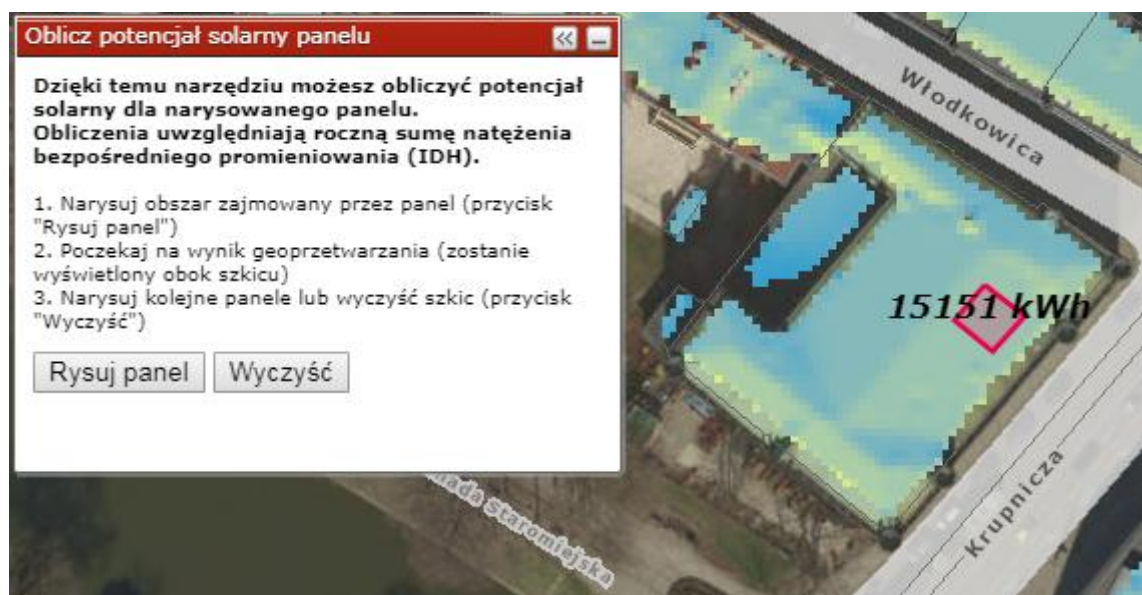 Oblicz potencjał solarny panelu
Dzięki temu narzędziu możesz obliczyć potencjał
solarny dla narysowanego panelu.
Obliczenia uwzględniają roczną sumę natężenia
bezpośredniego promieniowania (IDH).
1. Narysuj obszar zajmowany przez panel (przycisk
"Rysuj panel")
2. Poczekaj na wynik geoprzetwarzania (zostanie
wyświetlony obok szkicu)
3. Narysuj kolejne panele lub wyczyść szkic (przycisk
"Wyczyść")
Rysuj panel Wyczyść
Włodkowica
15151 kWh
Krupnicza
Staromiejska